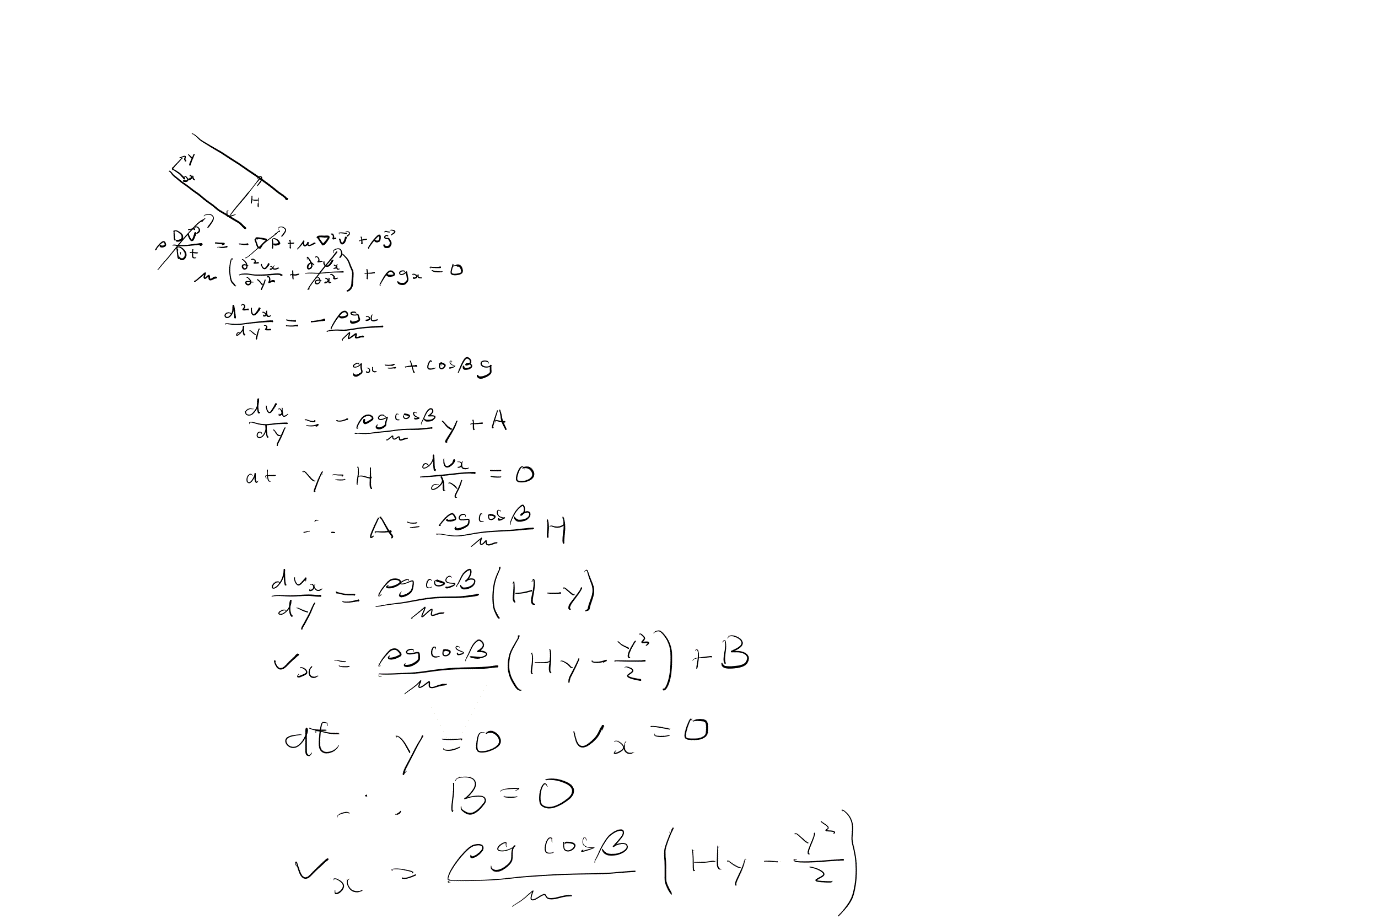 y
x
H
ρ Dv⃗/Dt = -∇P + μ∇²v⃗ + ρg⃗
μ (∂²vₓ/∂y² + ∂²vₓ/∂x²) + ρgₓ = 0
d²vₓ/dy² = - ρgₓ/μ
gₓ = + cosβ g
dvₓ/dy = - ρg cosβ/μ y + A
at y = H dvₓ/dy = 0
∴ A = ρg cosβ/μ H
dvₓ/dy = ρg cosβ/μ (H - y)
vₓ = ρg cosβ/μ (Hy - y²/2) + B
at y = 0 vₓ = 0
∴ B = 0
vₓ = ρg cosβ/μ (Hy - y²/2)